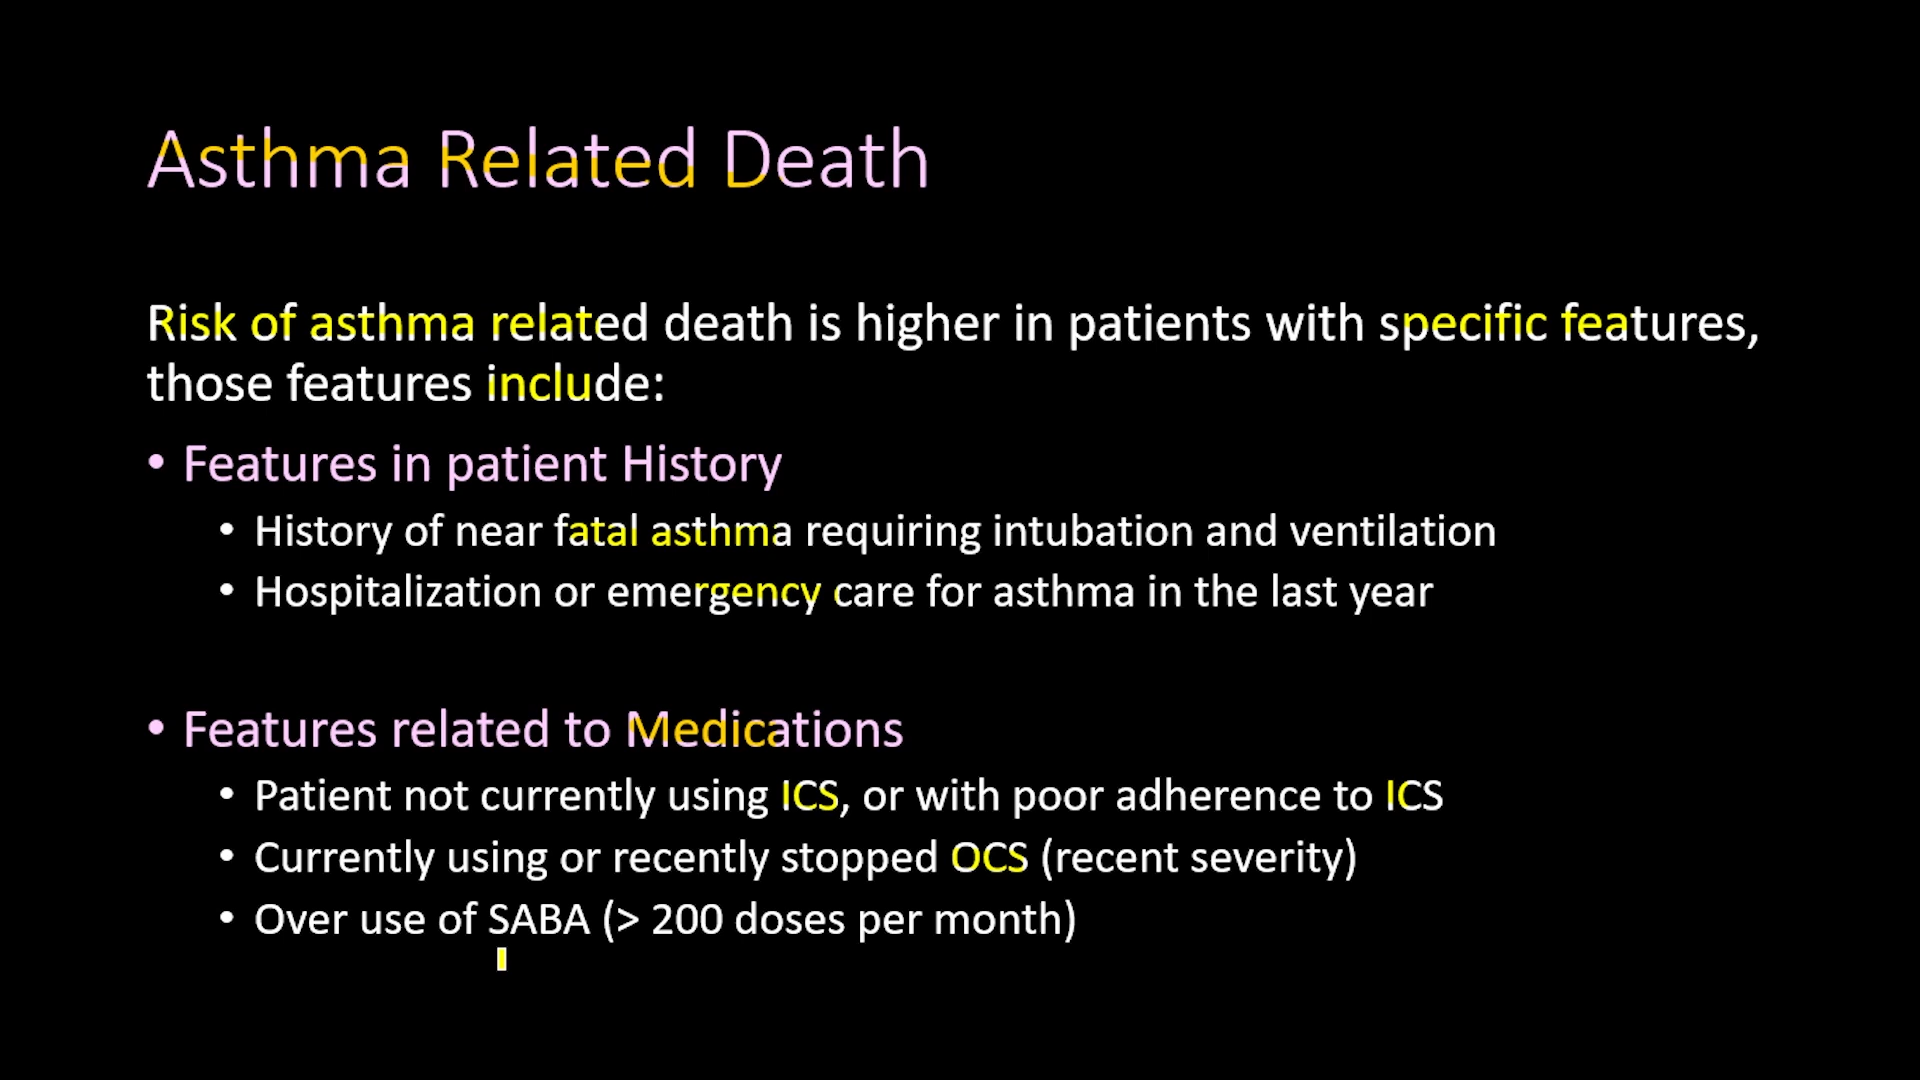 Asthma Related Death
Risk of asthma related death is higher in patients with specific features,
those features include:
• Features in patient History
• History of near fatal asthma requiring intubation and ventilation
• Hospitalization or emergency care for asthma in the last year
• Features related to Medications
• Patient not currently using ICS, or with poor adherence to ICS
• Currently using or recently stopped OCS (recent severity)
• Over use of SABA (> 200 doses per month)